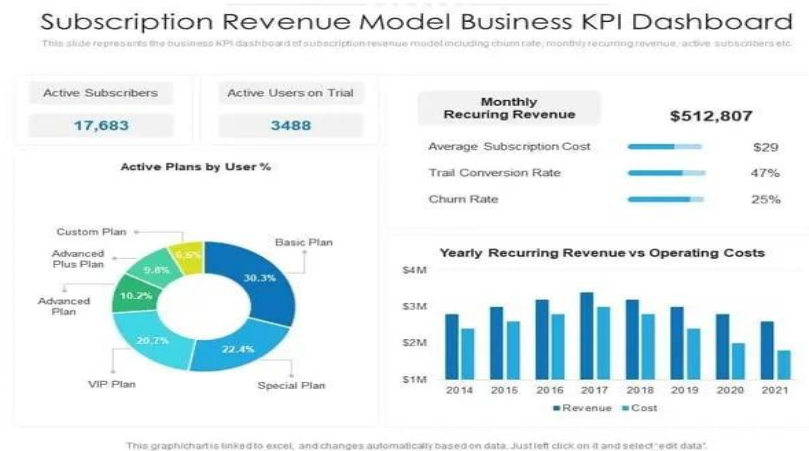 Subscription Revenue Model Business KPI Dashboard
This slide represents the business KPI dashboard of subscription revenue model including churn rate, monthly recurring revenue, active subscribers etc.
Active Subscribers
17,683
Active Users on Trial
3488
Monthly
Recuring Revenue
$512,807
Average Subscription Cost
$29
Trail Conversion Rate
47%
Churn Rate
25%
Active Plans by User %
Custom Plan
6.6%
Basic Plan
30.3%
Advanced
Plus Plan
9.8%
Advanced
Plan
10.2%
20.7%
22.4%
VIP Plan
Special Plan
Yearly Recurring Revenue vs Operating Costs
$4M
$3M
$2M
$1M
2014 2015 2016 2017 2018 2019 2020 2021
Revenue Cost
This graph/chart is linked to excel, and changes automatically based on data. Just left click on it and select "edit data".